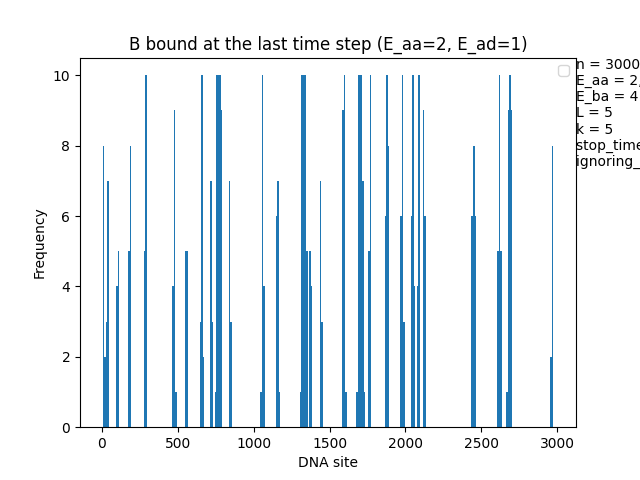 B bound at the last time step (E_aa=2, E_ad=1)
n = 3000
E_aa = 2,
E_ba = 4
L = 5
k = 5
stop_time
ignoring_
10
8
6
4
2
0
Frequency
0 500 1000 1500 2000 2500 3000
DNA site